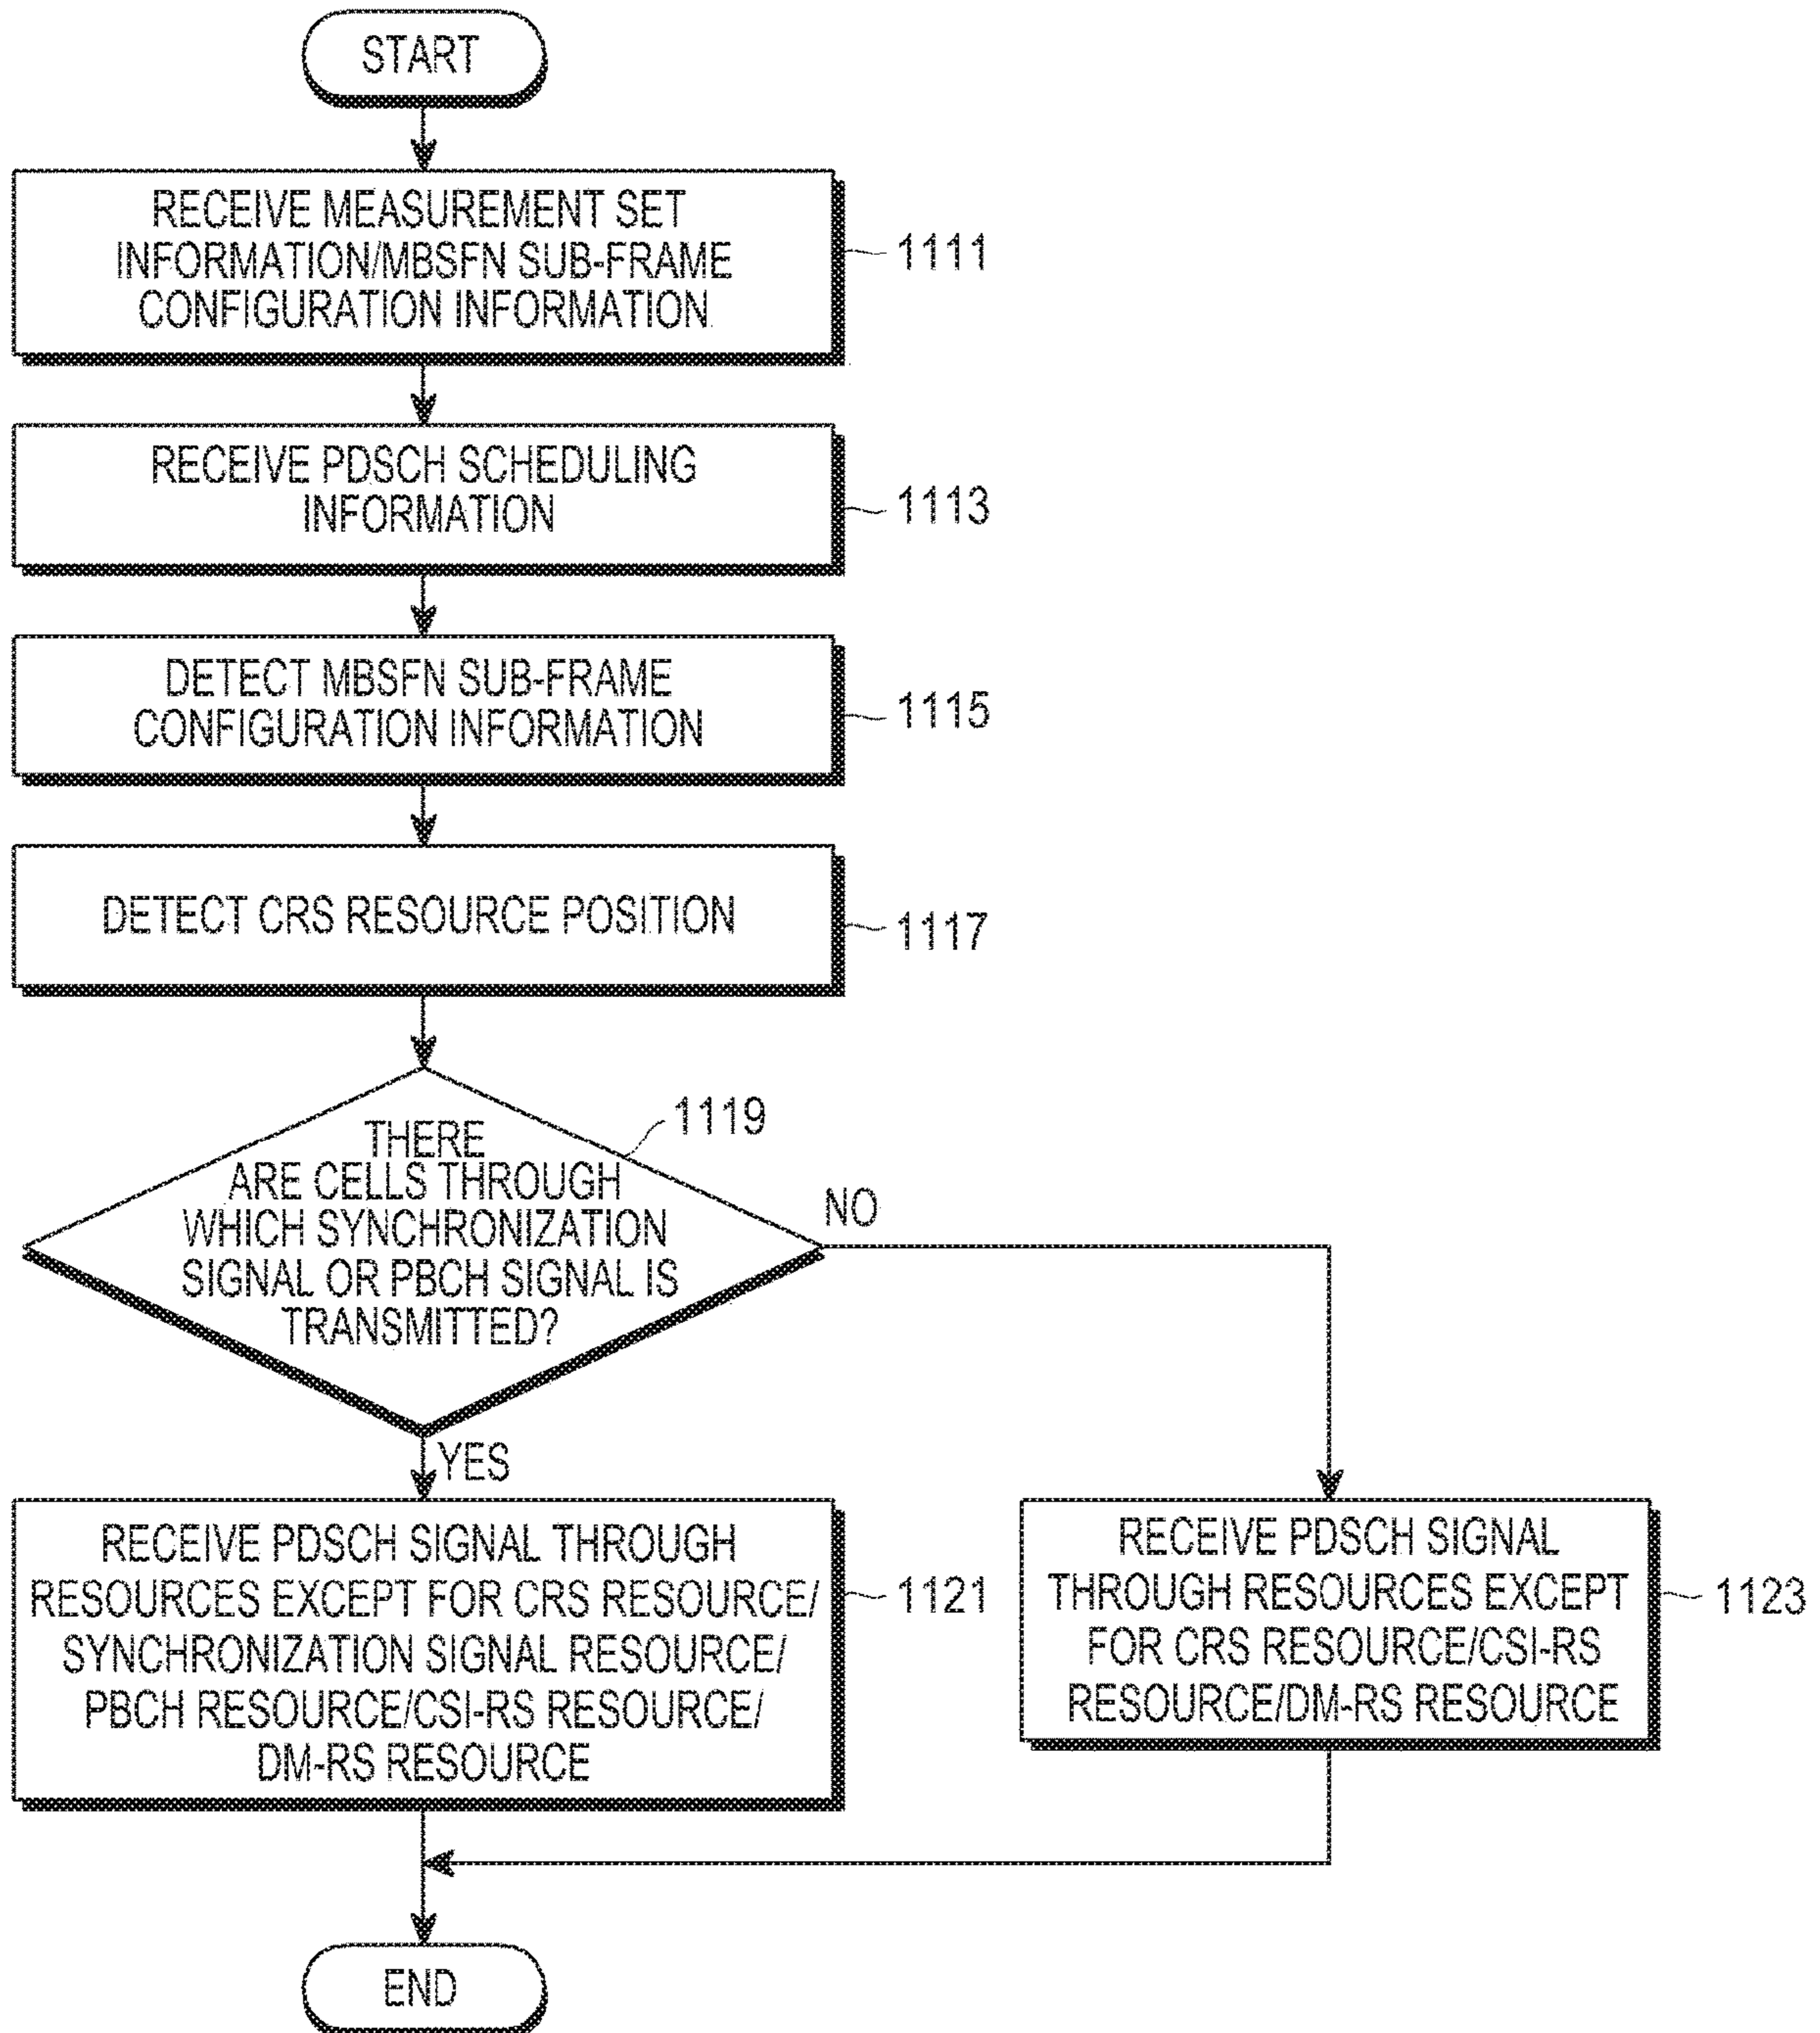 START
RECEIVE MEASUREMENT SET
INFORMATION/MBSFN SUB-FRAME
CONFIGURATION INFORMATION
1111
RECEIVE PDSCH SCHEDULING
INFORMATION
1113
DETECT MBSFN SUB-FRAME
CONFIGURATION INFORMATION
1115
DETECT CRS RESOURCE POSITION
1117
THERE
ARE CELLS THROUGH
WHICH SYNCHRONIZATION
SIGNAL OR PBCH SIGNAL IS
TRANSMITTED?
1119
NO
YES
RECEIVE PDSCH SIGNAL THROUGH
RESOURCES EXCEPT FOR CRS RESOURCE/
SYNCHRONIZATION SIGNAL RESOURCE/
PBCH RESOURCE/CSI-RS RESOURCE/
DM-RS RESOURCE
1121
RECEIVE PDSCH SIGNAL
THROUGH RESOURCES EXCEPT
FOR CRS RESOURCE/CSI-RS
RESOURCE/DM-RS RESOURCE
1123
END